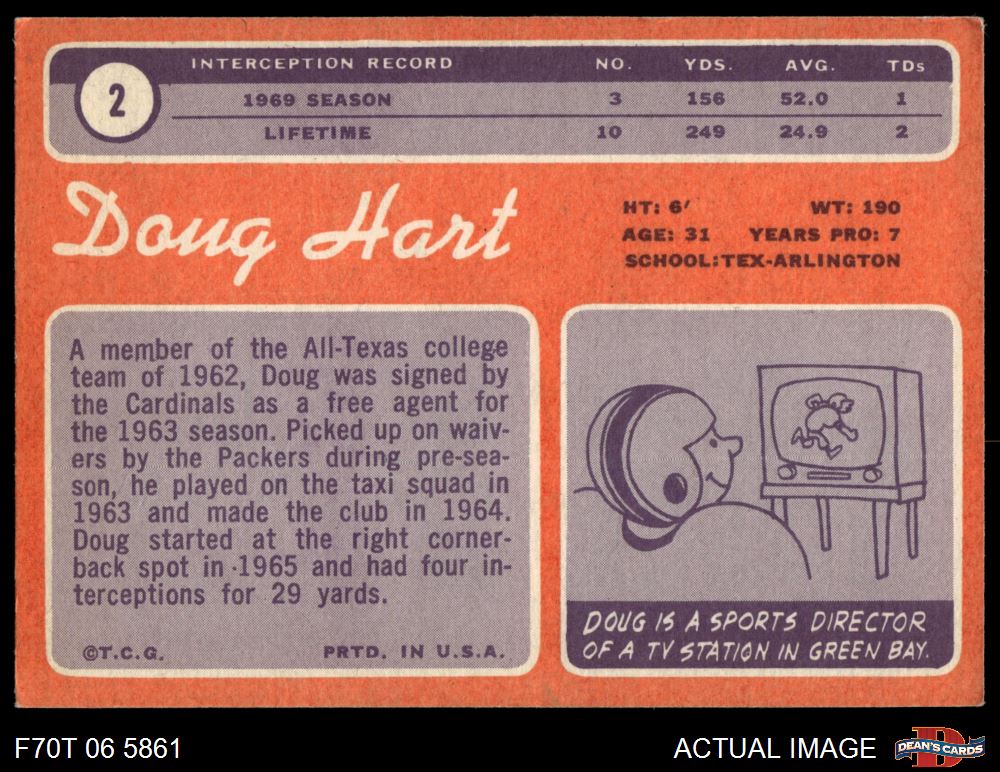 2
INTERCEPTION RECORD NO. YDS. AVG. TDs
1969 SEASON 3 156 52.0 1
LIFETIME 10 249 24.9 2
Doug Hart
HT: 6' WT: 190
AGE: 31 YEARS PRO: 7
SCHOOL: TEX-ARLINGTON
A member of the All-Texas college
team of 1962, Doug was signed by
the Cardinals as a free agent for
the 1963 season. Picked up on waiv-
ers by the Packers during pre-sea-
son, he played on the taxi squad in
1963 and made the club in 1964.
Doug started at the right corner-
back spot in 1965 and had four in-
terceptions for 29 yards.
©T.C.G. PRTD. IN U.S.A.
DOUG IS A SPORTS DIRECTOR
OF A TV STATION IN GREEN BAY.
F70T 06 5861 ACTUAL IMAGE DEAN'S CARDS